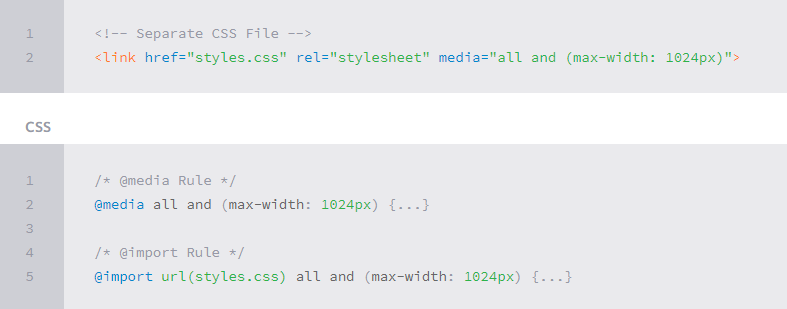 1 <!-- Separate CSS File -->
2 <link href="styles.css" rel="stylesheet" media="all and (max-width: 1024px)">
CSS
1 /* @media Rule */
2 @media all and (max-width: 1024px) {...}
3
4 /* @import Rule */
5 @import url(styles.css) all and (max-width: 1024px) {...}